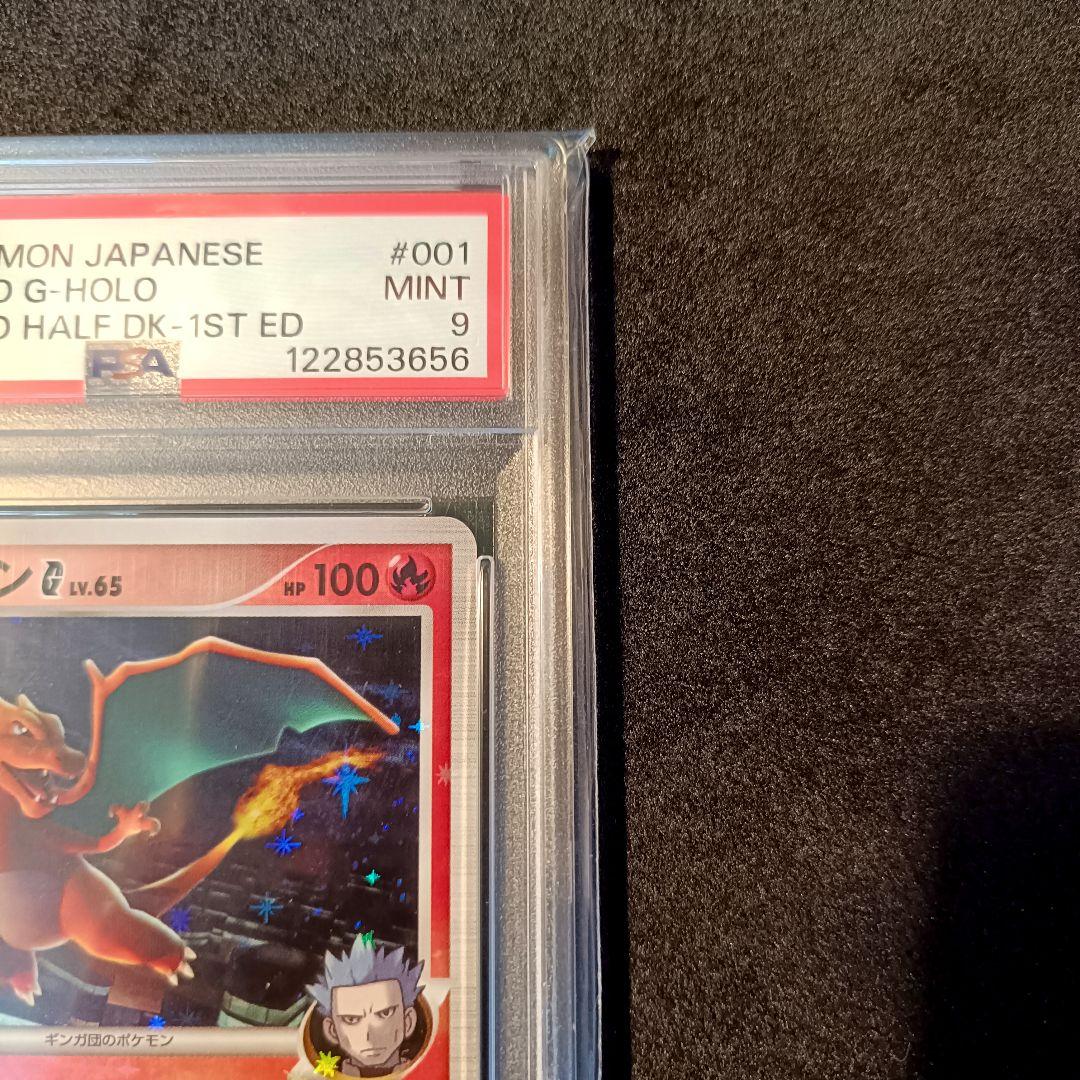 MON JAPANESE #001
D G-HOLO MINT
D HALF DK-1ST ED 9
PSA 122853656
ン G LV.65 HP 100
ギンガ団のポケモン